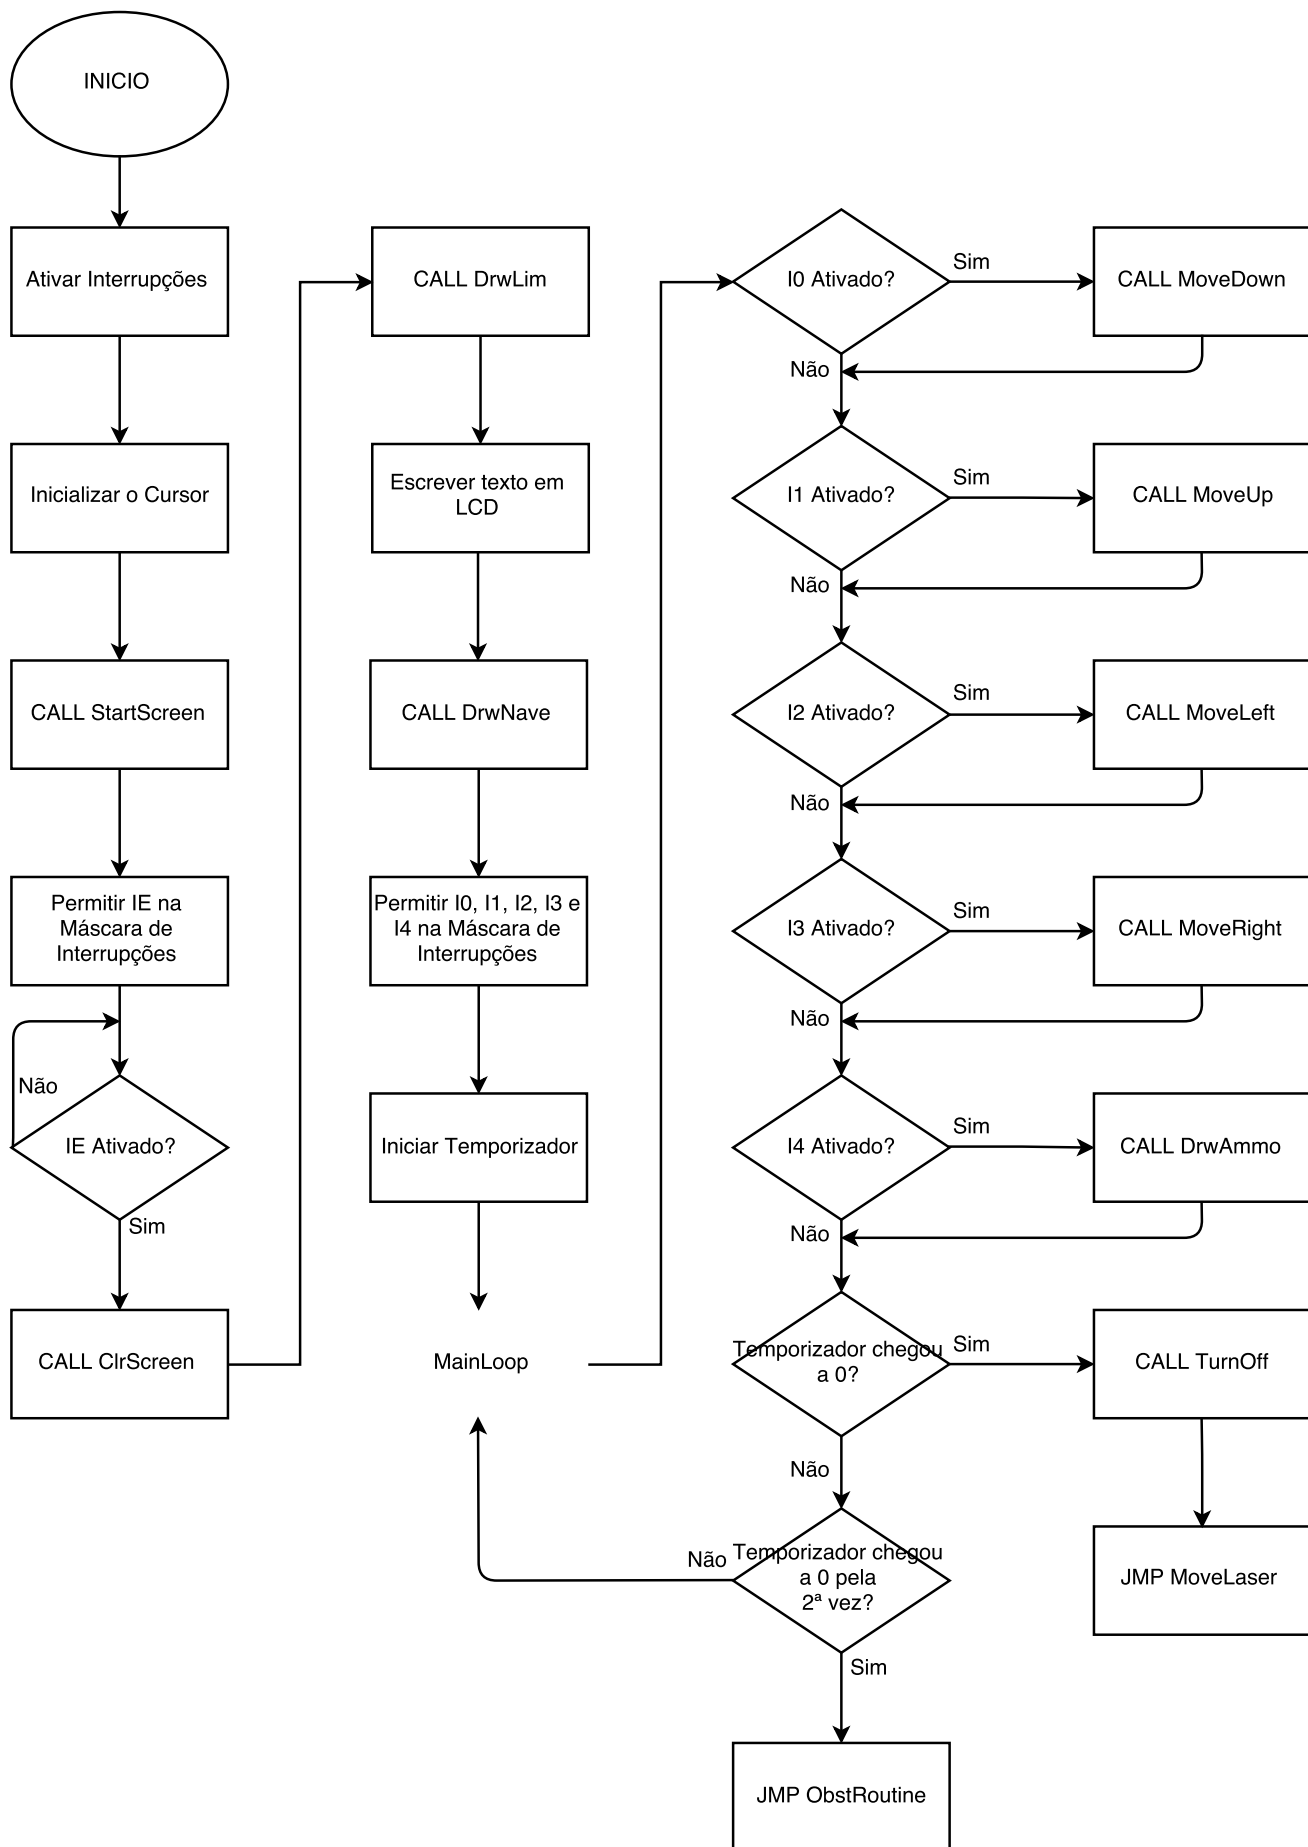 INICIO
Ativar Interrupções
Inicializar o Cursor
CALL StartScreen
Permitir IE na
Máscara de
Interrupções
Não
IE Ativado?
Sim
CALL ClrScreen
CALL DrwLim
Escrever texto em
LCD
CALL DrwNave
Permitir I0, I1, I2, I3 e
I4 na Máscara de
Interrupções
Iniciar Temporizador
MainLoop
I0 Ativado?
Sim
CALL MoveDown
Não
I1 Ativado?
Sim
CALL MoveUp
Não
I2 Ativado?
Sim
CALL MoveLeft
Não
I3 Ativado?
Sim
CALL MoveRight
Não
I4 Ativado?
Sim
CALL DrwAmmo
Não
Temporizador chegou
a 0?
Sim
CALL TurnOff
JMP MoveLaser
Não
Temporizador chegou
a 0 pela
2ª vez?
Não
Sim
JMP ObstRoutine